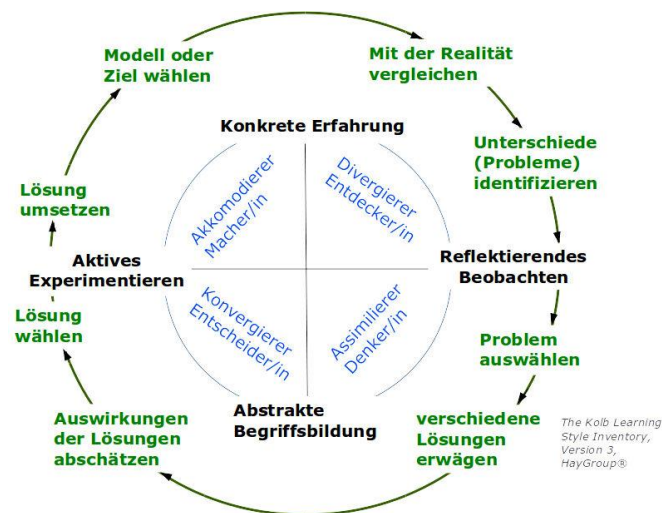 Modell oder
Ziel wählen
Mit der Realität
vergleichen
Konkrete Erfahrung
Unterschiede
(Probleme)
identifizieren
Akkomodierer
Macher/in
Divergierer
Entdecker/in
Lösung
umsetzen
Aktives
Experimentieren
Reflektierendes
Beobachten
Lösung
wählen
Konvergierer
Entscheider/in
Assimilierer
Denker/in
Problem
auswählen
Abstrakte
Begriffsbildung
Auswirkungen
der Lösungen
abschätzen
verschiedene
Lösungen
erwägen
The Kolb Learning
Style Inventory,
Version 3,
HayGroup®